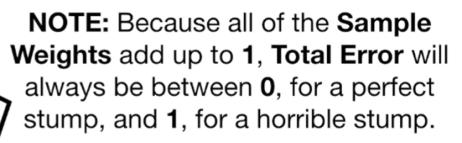 NOTE: Because all of the Sample
Weights add up to 1, Total Error will
always be between 0, for a perfect
stump, and 1, for a horrible stump.